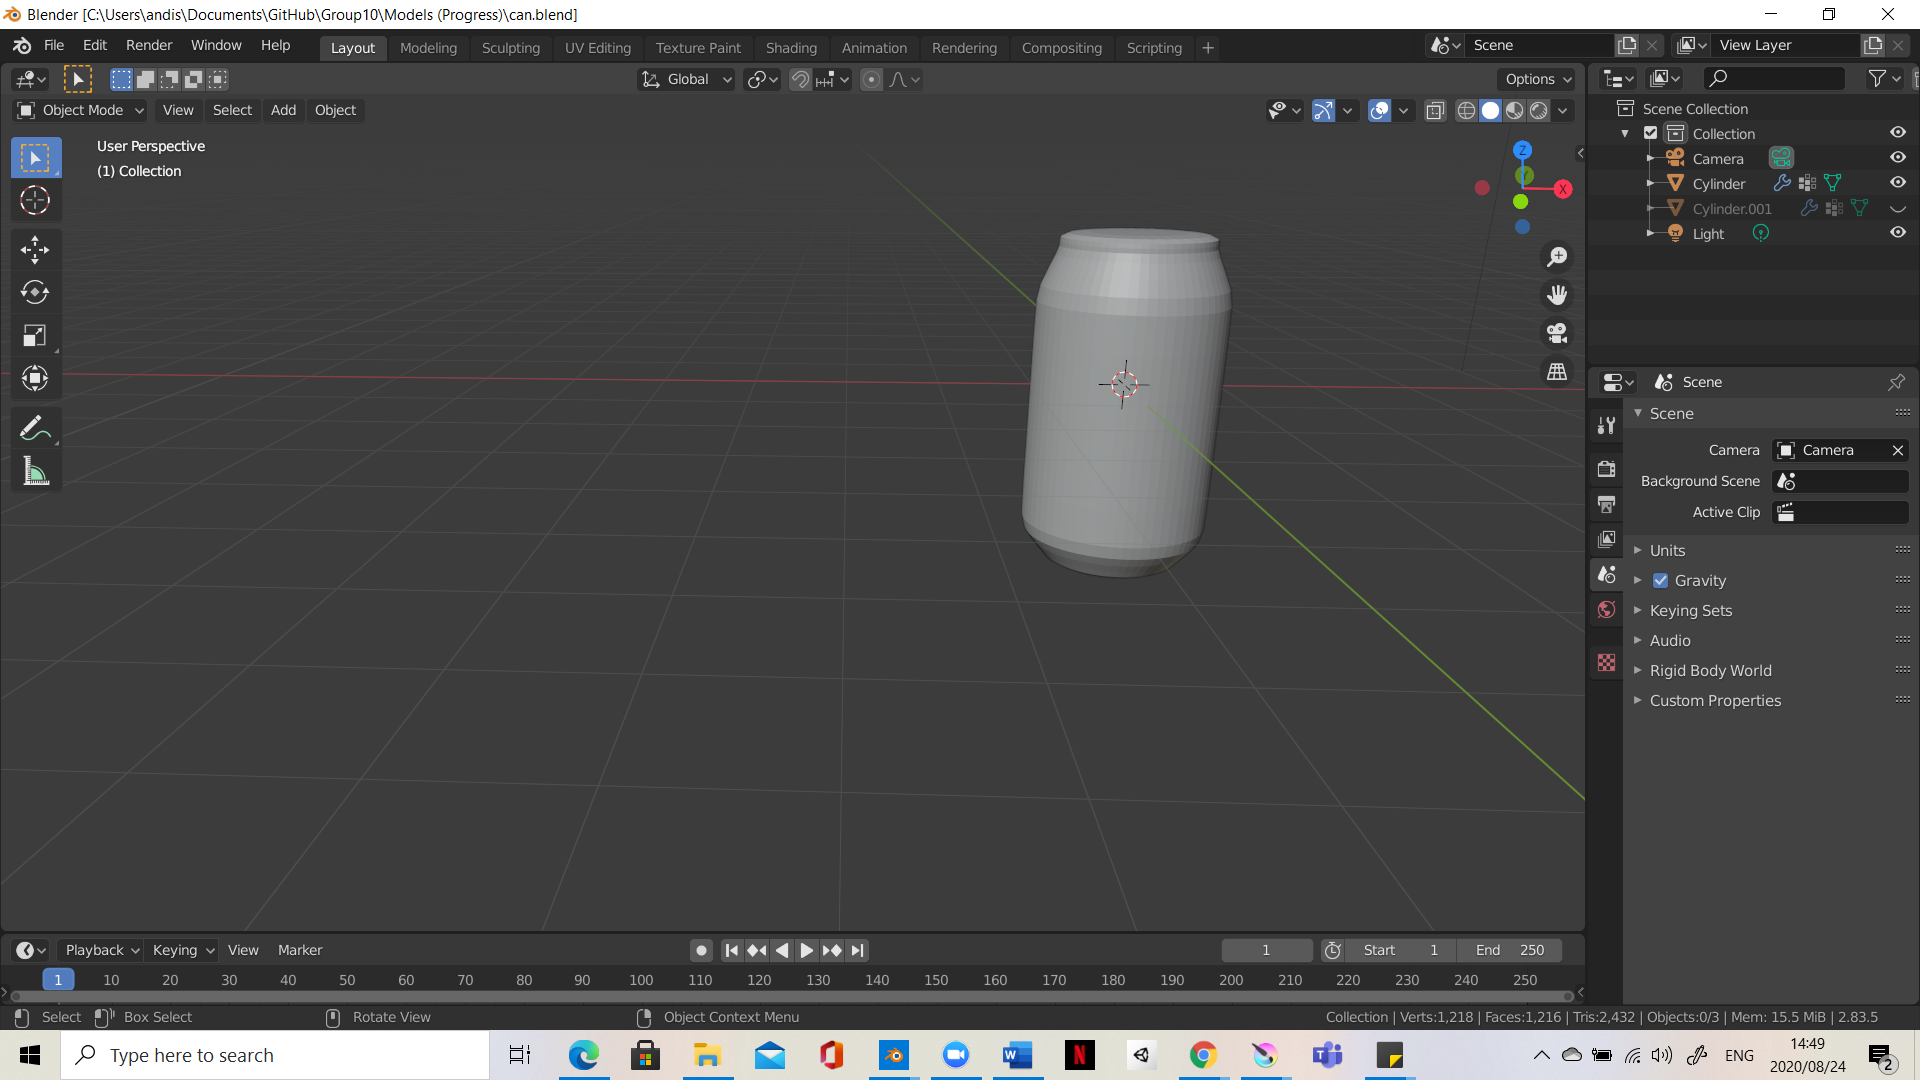 Blender [C:\Users\andis\Documents\GitHub\Group10\Models (Progress)\can.blend]
File Edit Render Window Help Layout Modeling Sculpting UV Editing Texture Paint Shading Animation Rendering Compositing Scripting + Scene View Layer
Global Options
Object Mode View Select Add Object
User Perspective
(1) Collection
Z
X
Scene Collection
Collection
Camera
Cylinder
Cylinder.001
Light
Scene
Scene
Camera Camera
Background Scene
Active Clip
Units
Gravity
Keying Sets
Audio
Rigid Body World
Custom Properties
Playback Keying View Marker 1 Start 1 End 250
1 10 20 30 40 50 60 70 80 90 100 110 120 130 140 150 160 170 180 190 200 210 220 230 240 250
Select Box Select Rotate View Object Context Menu Collection | Verts:1,218 | Faces:1,216 | Tris:2,432 | Objects:0/3 | Mem: 15.5 MiB | 2.83.5
Type here to search
W
N
T
ENG
14:49
2020/08/24
2